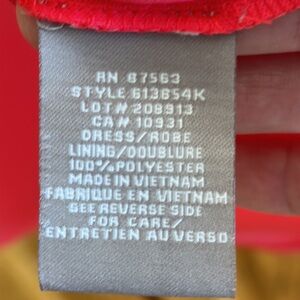 RN 87563
STYLE 613654K
LOT# 208913
CA# 10931
DRESS/ROBE
LINING/DOUBLURE
100%POLYESTER
MADE IN VIETNAM
FABRIQUE EN VIETNAM
SEE REVERSE SIDE
FOR CARE/
ENTRETIEN AU VERSO